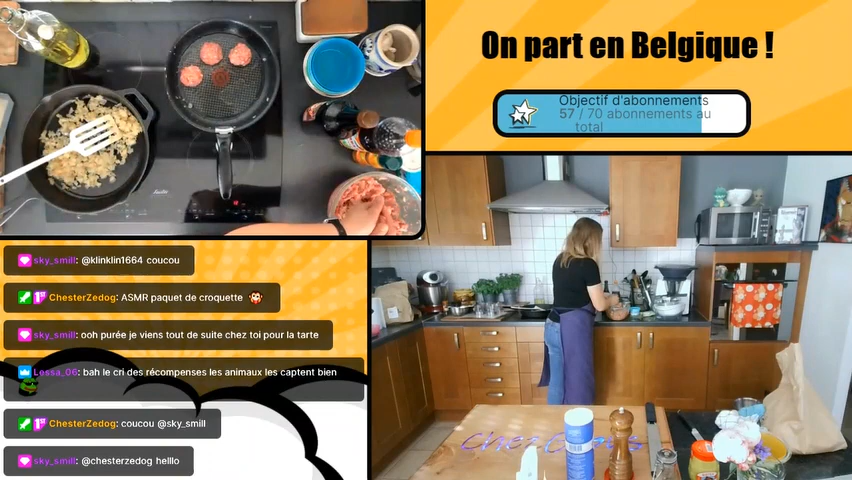 On part en Belgique !
Objectif d'abonnements
57 / 70 abonnements au
total
sky_smill: @klinklin1664 coucou
ChesterZedog: ASMR paquet de croquette
sky_smill: ooh purée je viens tout de suite chez toi pour la tarte
Lessa_06: bah le cri des récompenses les animaux les captent bien
ChesterZedog: coucou @sky_smill
sky_smill: @chesterzedog helllo